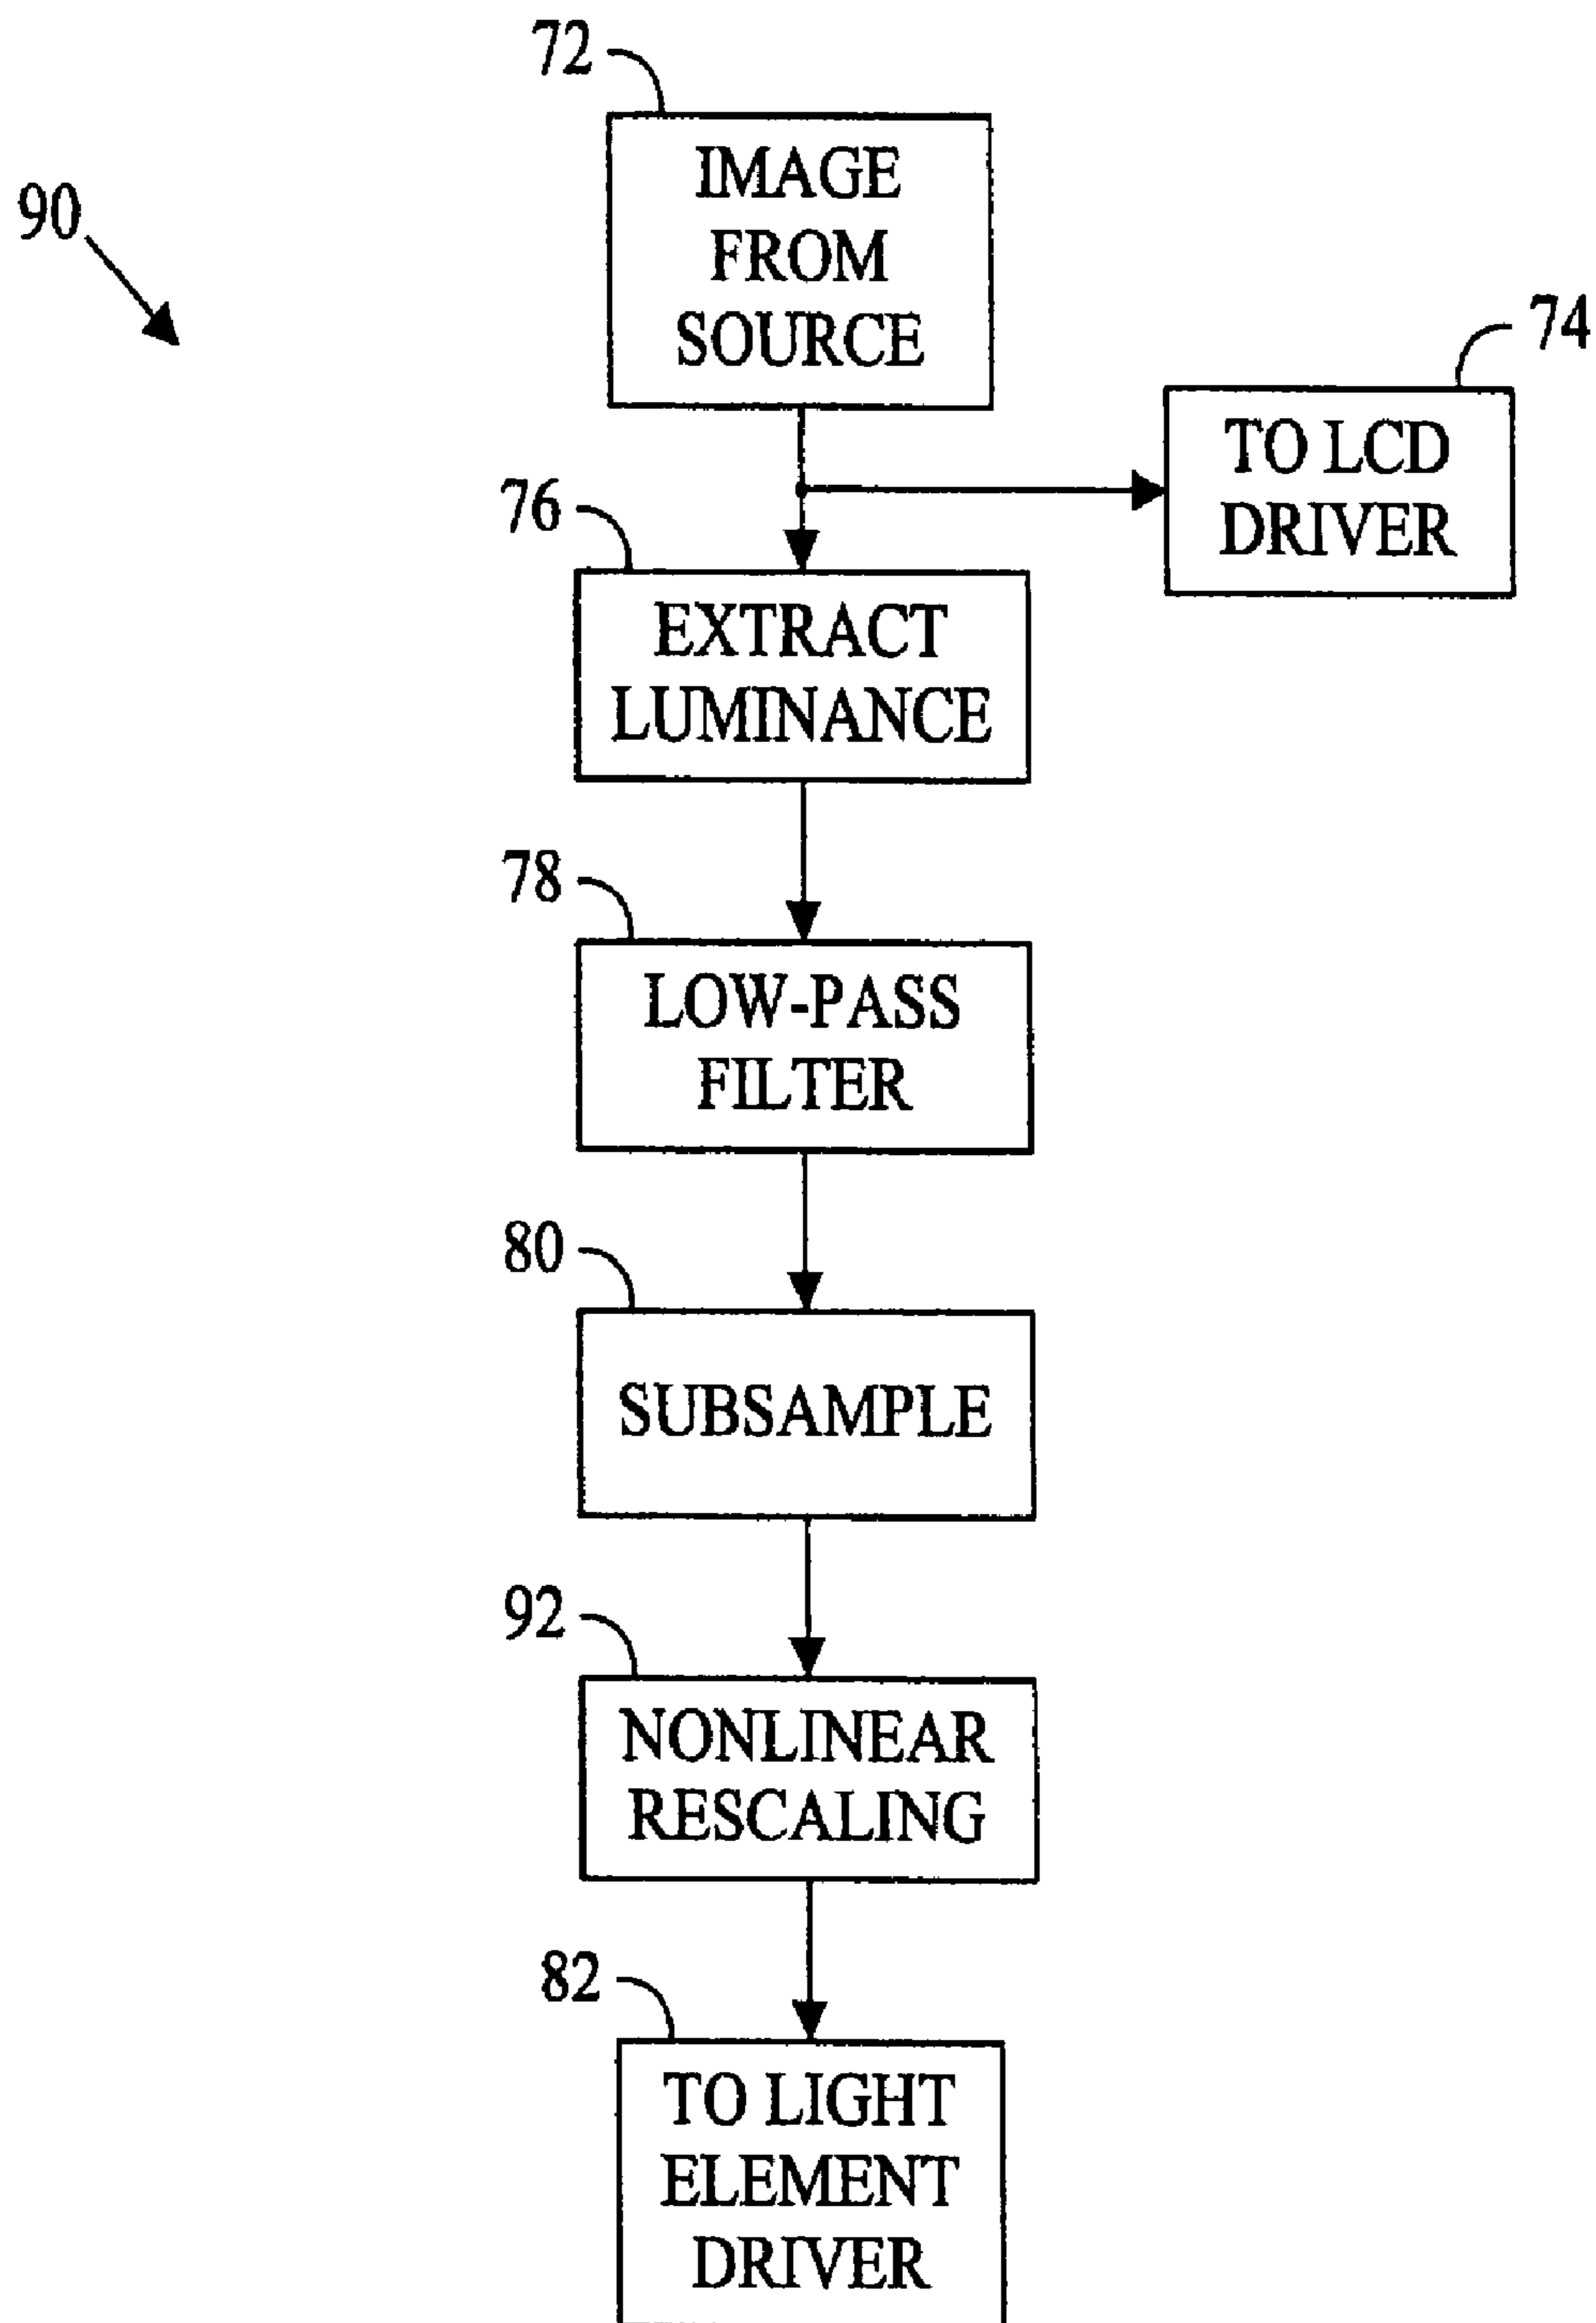 72
IMAGE
FROM
SOURCE
90
74
TO LCD
DRIVER
76
EXTRACT
LUMINANCE
78
LOW-PASS
FILTER
80
SUBSAMPLE
92
NONLINEAR
RESCALING
82
TO LIGHT
ELEMENT
DRIVER